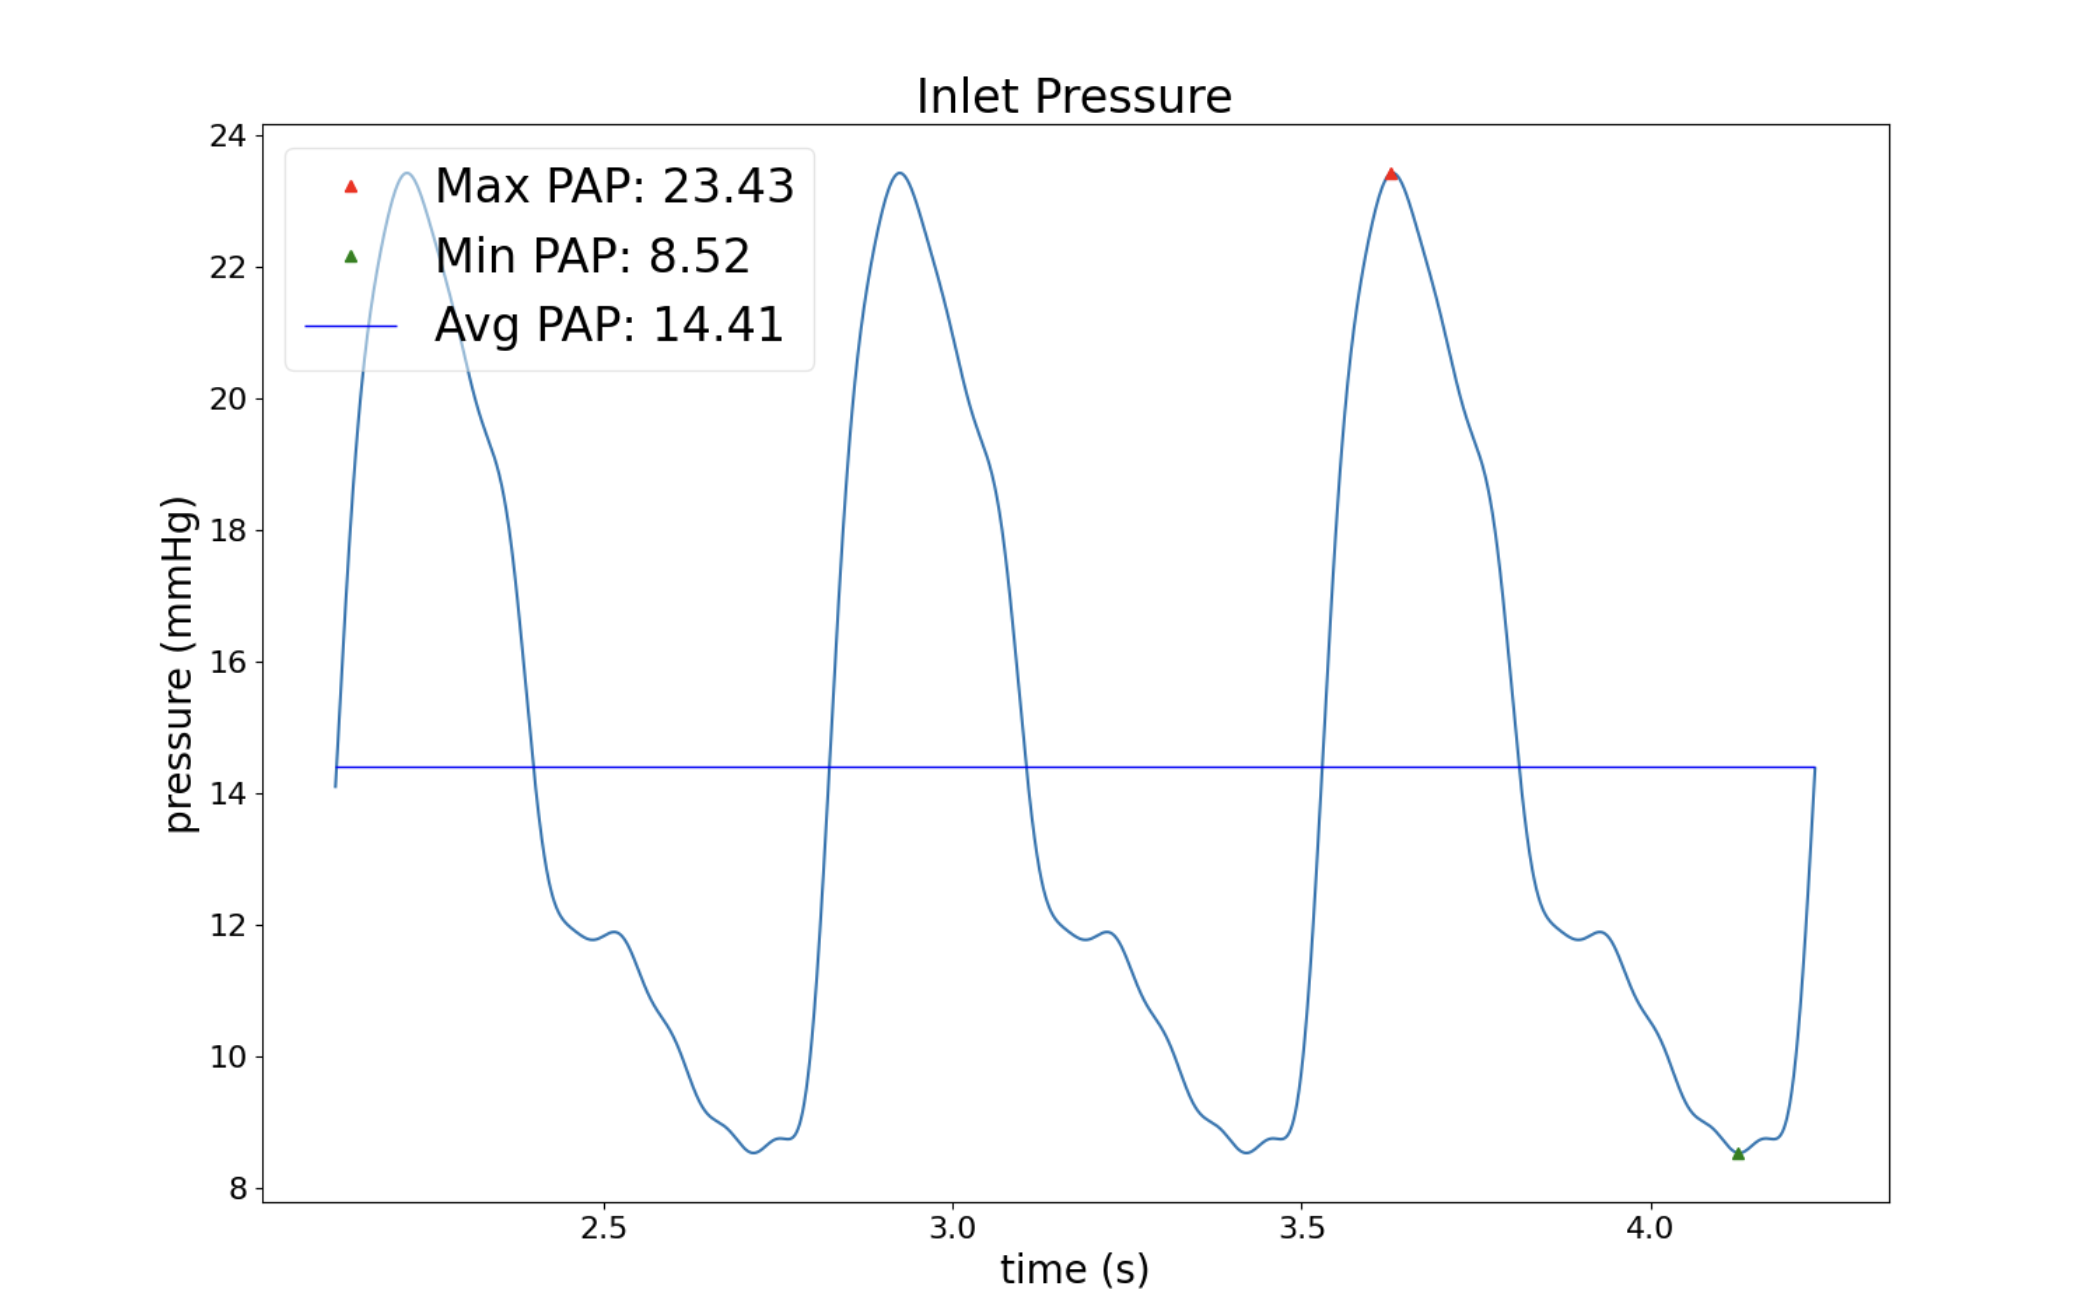 Inlet Pressure
Max PAP: 23.43
Min PAP: 8.52
Avg PAP: 14.41
24
22
20
18
16
14
12
10
8
pressure (mmHg)
2.5 3.0 3.5 4.0
time (s)